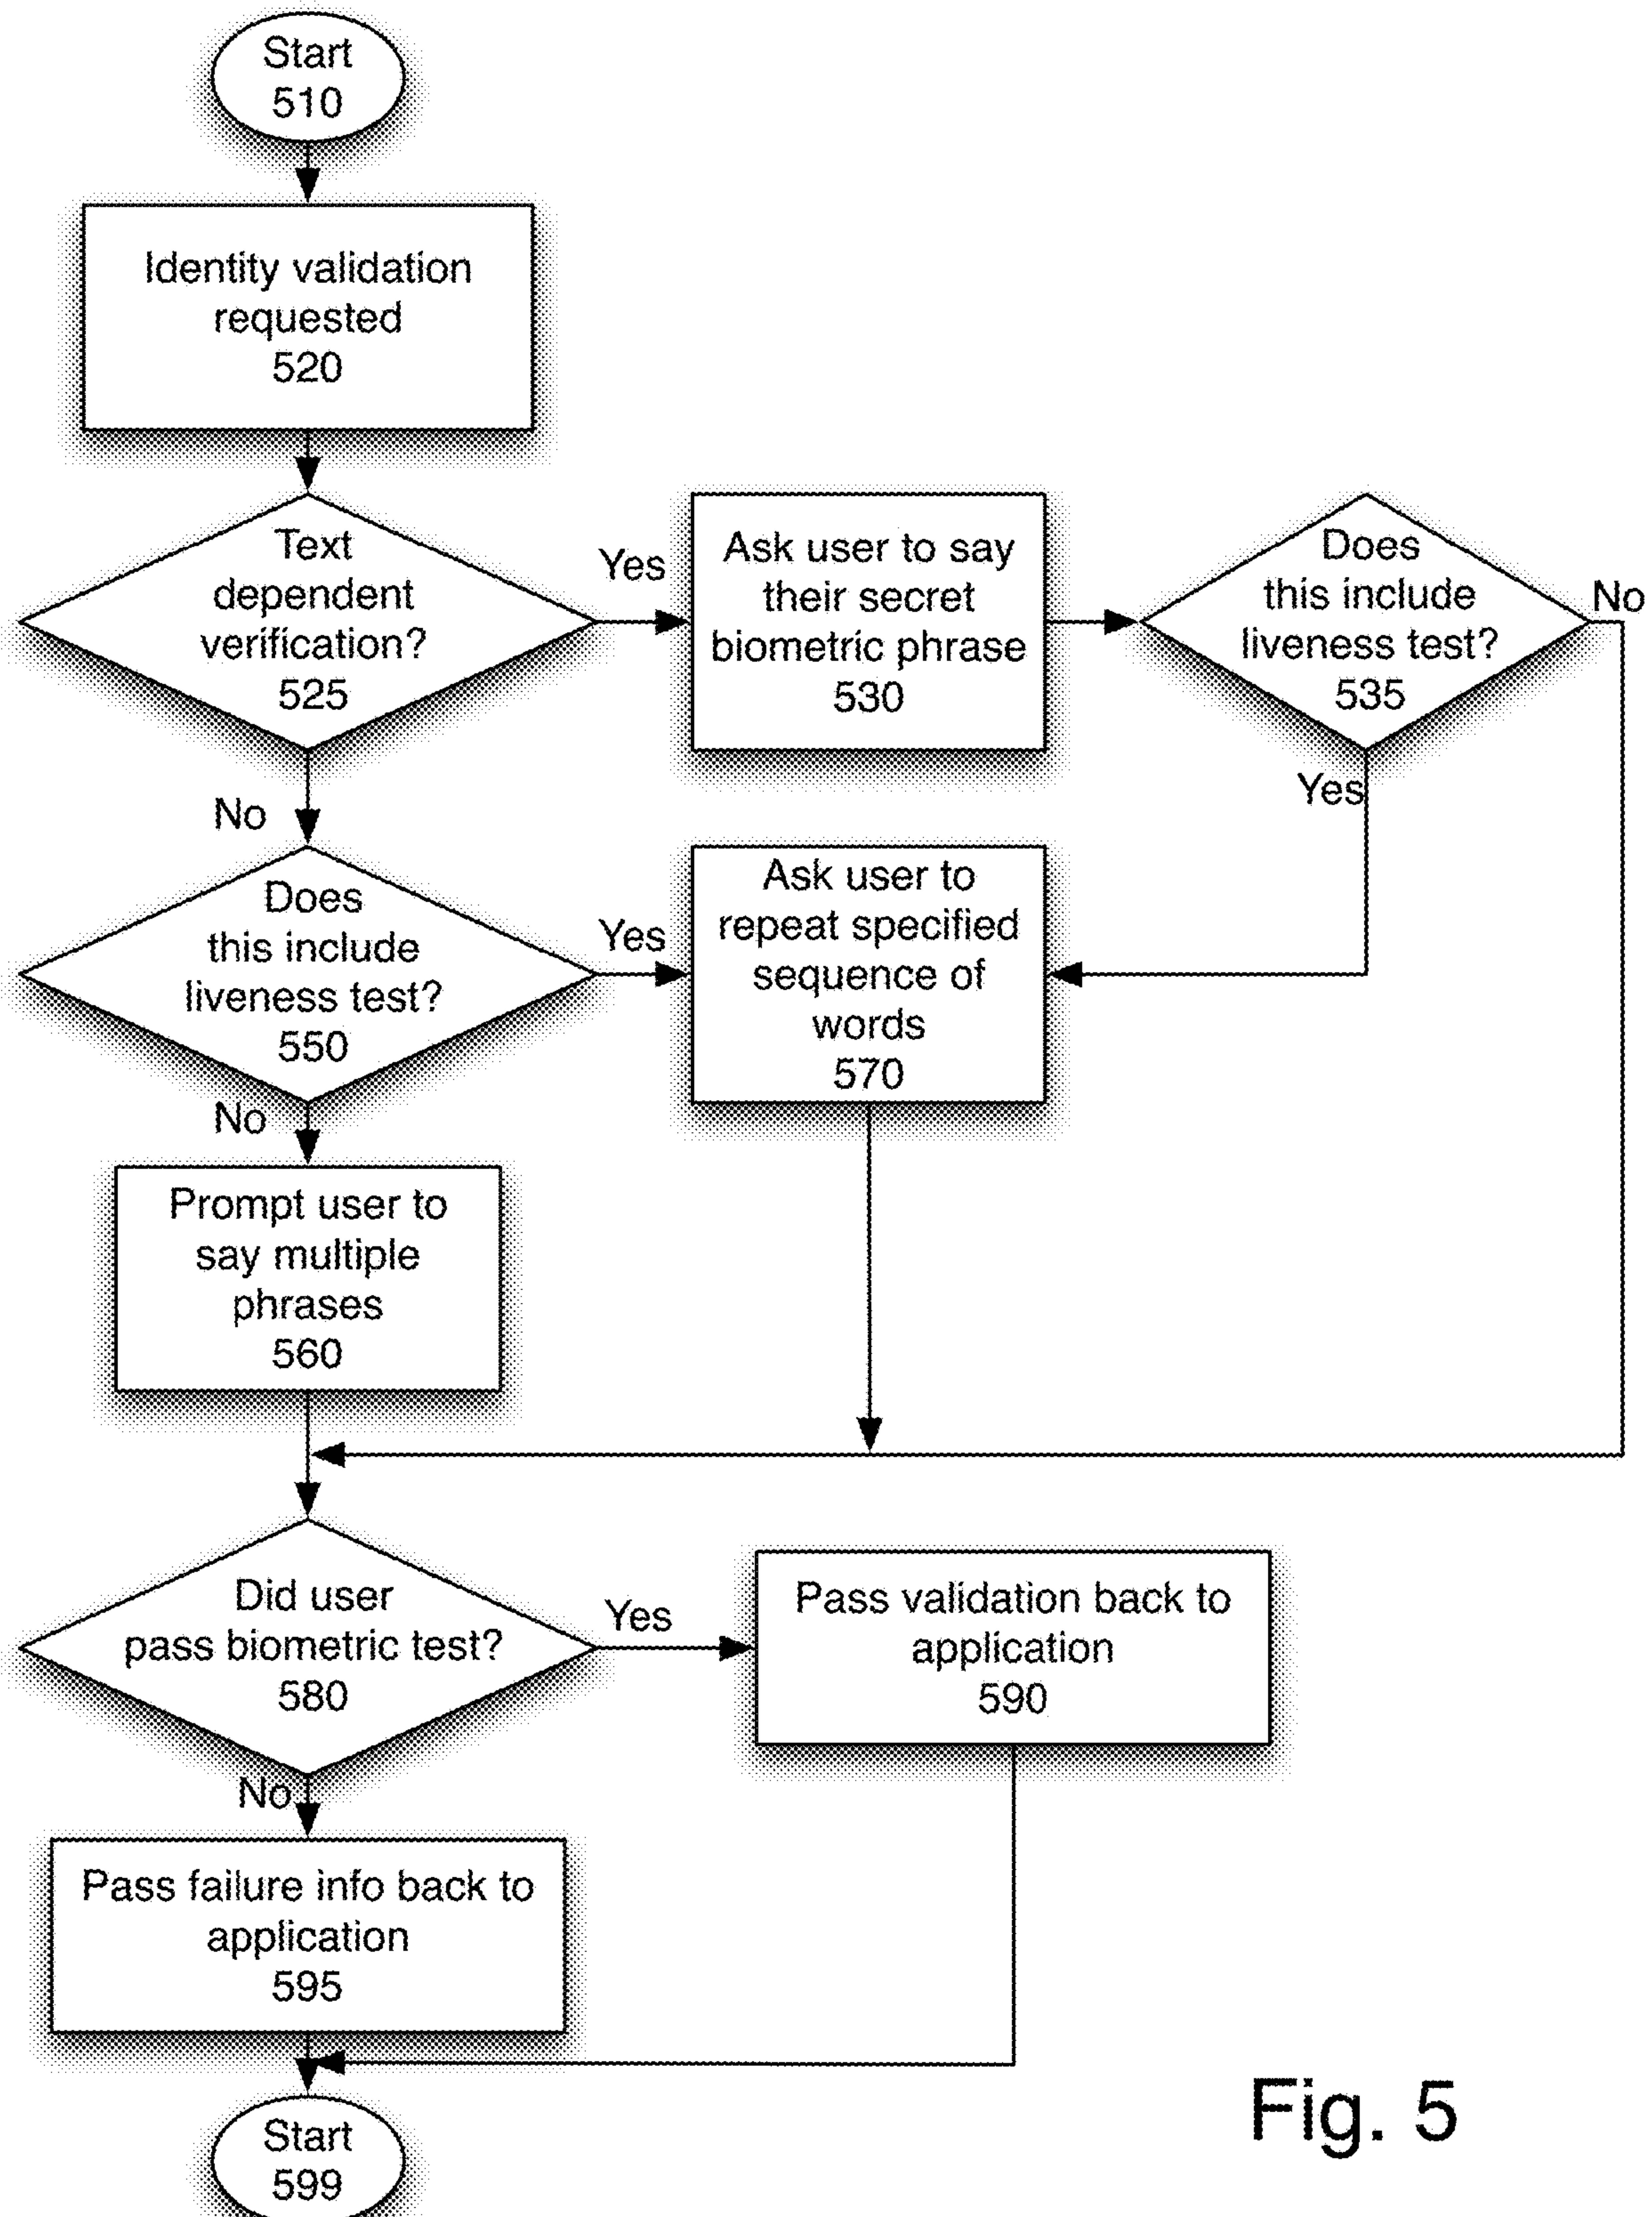 Start
510
Identity validation
requested
520
Text
dependent
verification?
525
Yes
Ask user to say
their secret
biometric phrase
530
Does
this include
liveness test?
535
No
Yes
No
Does
this include
liveness test?
550
Yes
Ask user to
repeat specified
sequence of
words
570
No
Prompt user to
say multiple
phrases
560
Did user
pass biometric test?
580
Yes
Pass validation back to
application
590
No
Pass failure info back to
application
595
Start
599
Fig. 5